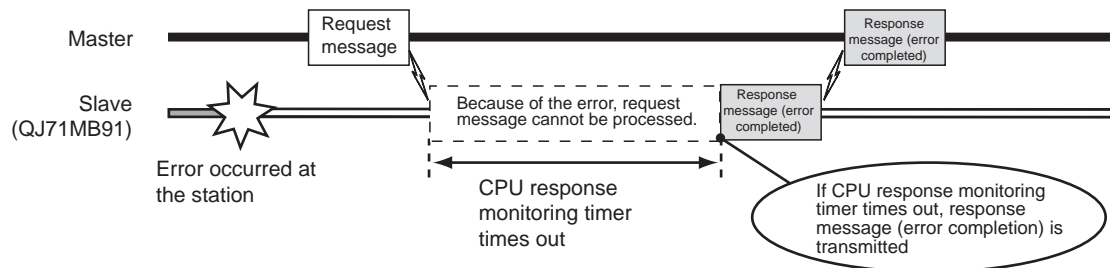 Request
message
Response
message (error
completed)
Master
Slave
(QJ71MB91)
Because of the error, request
message cannot be processed.
Response
message (error
completed)
Error occurred at
the station
CPU response
monitoring timer
times out
If CPU response monitoring
timer times out, response
message (error completion) is
transmitted